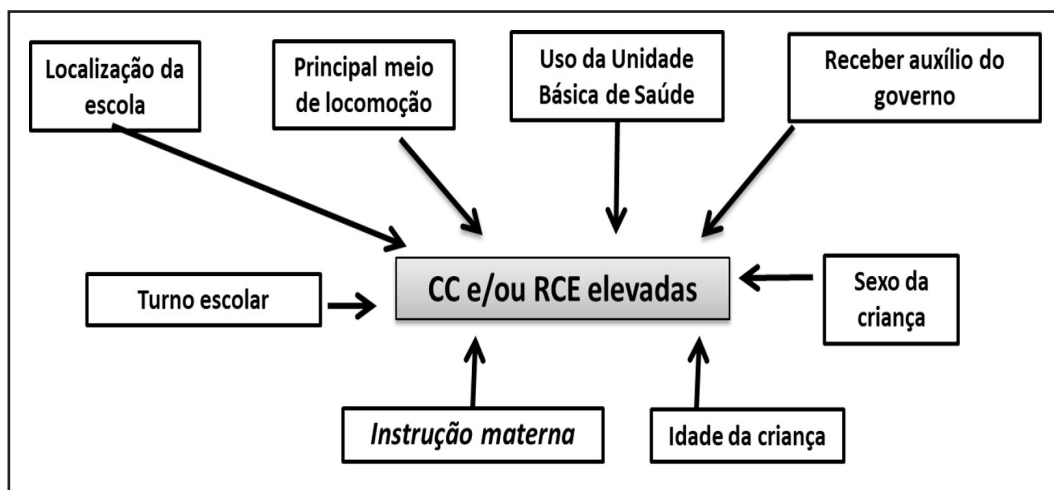 Localização da
escola
Principal meio
de locomoção
Uso da Unidade
Básica de Saúde
Receber auxílio do
governo
Turno escolar
CC e/ou RCE elevadas
Sexo da
criança
Instrução materna
Idade da criança